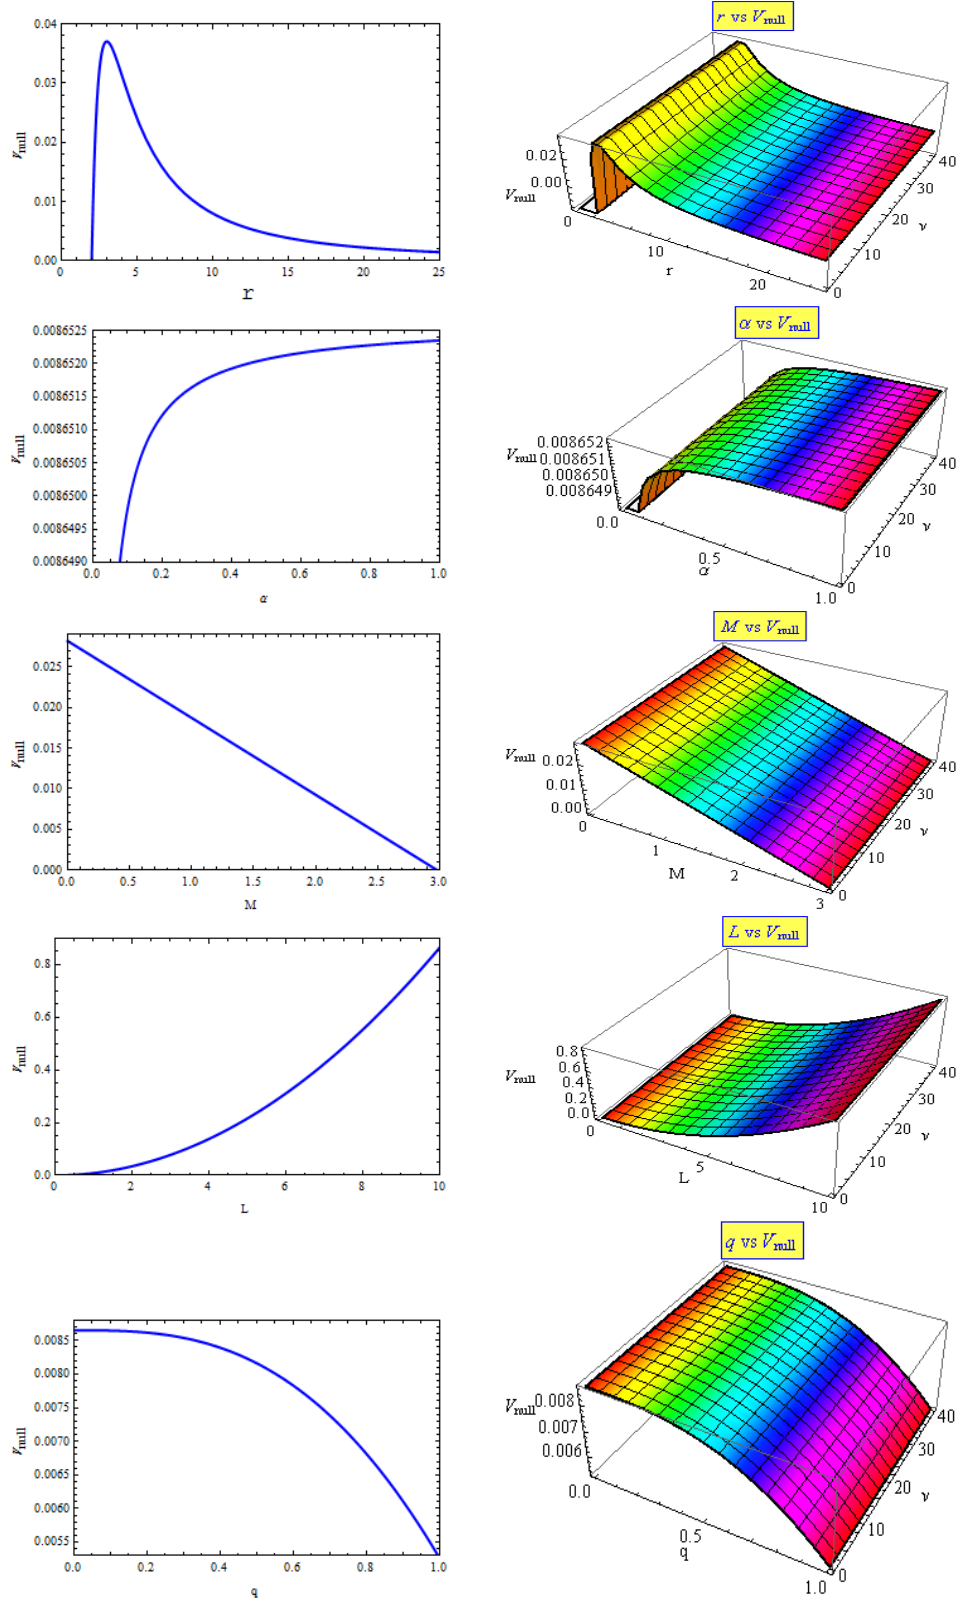 0.04
0.03
0.02
0.01
0.00
V_null
0 5 10 15 20 25
r
r vs V_null
0.02
0.00
V_null
0 10 20
r
0 10 20 30 40
ν
0.0086525
0.0086520
0.0086515
0.0086510
0.0086505
0.0086500
0.0086495
0.0086490
V_null
0.0 0.2 0.4 0.6 0.8 1.0
α
α vs V_null
0.008652
V_null 0.008651
0.008650
0.008649
0.0 0.5 1.0
α
0 10 20 30 40
ν
0.025
0.020
0.015
0.010
0.005
0.000
V_null
0.0 0.5 1.0 1.5 2.0 2.5 3.0
M
M vs V_null
V_null 0.02
0.01
0.00
0 1 2 3
M
0 10 20 30 40
ν
0.8
0.6
0.4
0.2
0.0
V_null
0 2 4 6 8 10
L
L vs V_null
0.8
V_null 0.6
0.4
0.2
0.0
0 5 10
L
0 10 20 30 40
ν
0.0085
0.0080
0.0075
0.0070
0.0065
0.0060
0.0055
V_null
0.0 0.2 0.4 0.6 0.8 1.0
q
q vs V_null
V_null 0.008
0.007
0.006
0.0 0.5 1.0
q
0 10 20 30 40
ν